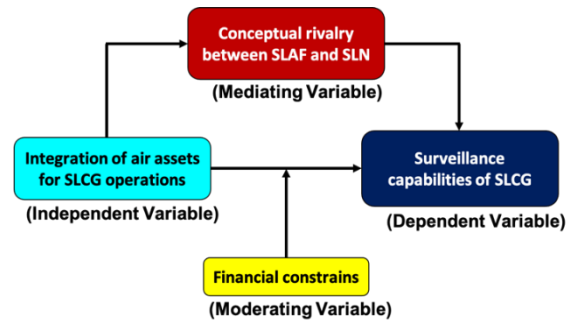 Conceptual rivalry
between SLAF and SLN
(Mediating Variable)
Integration of air assets
for SLCG operations
(Independent Variable)
Surveillance
capabilities of SLCG
(Dependent Variable)
Financial constrains
(Moderating Variable)